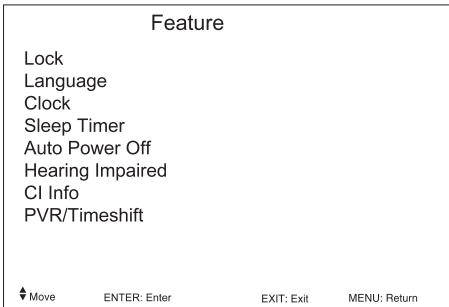 Feature
Lock
Language
Clock
Sleep Timer
Auto Power Off
Hearing Impaired
CI Info
PVR/Timeshift
Move ENTER: Enter EXIT: Exit MENU: Return